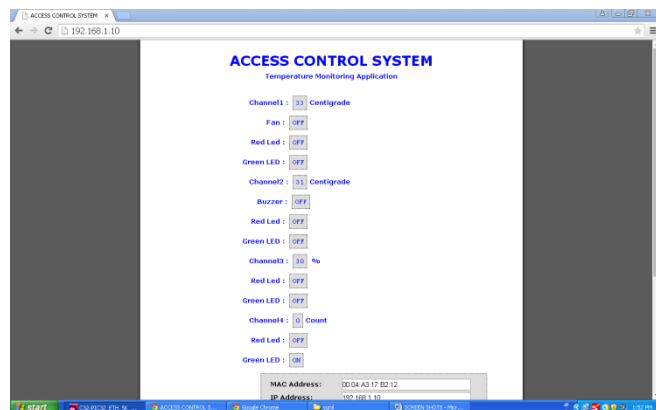 ACCESS CONTROL SYSTEM
192.168.1.10
ACCESS CONTROL SYSTEM
Temperature Monitoring Application
Channel1 : 33 Centigrade
Fan : OFF
Red Led : OFF
Green LED : OFF
Channel2 : 31 Centigrade
Buzzer : OFF
Red Led : OFF
Green LED : OFF
Channel3 : 30 %
Red Led : OFF
Green LED : OFF
Channel4 : 0 Count
Red Led : OFF
Green LED : ON
MAC Address: 00:04:A3:17:B2:12
IP Address: 192.168.1.10
start ACCESS CONTROL S... Google Chrome sunil SCREEN SHOTS - Micr... 1:52 PM